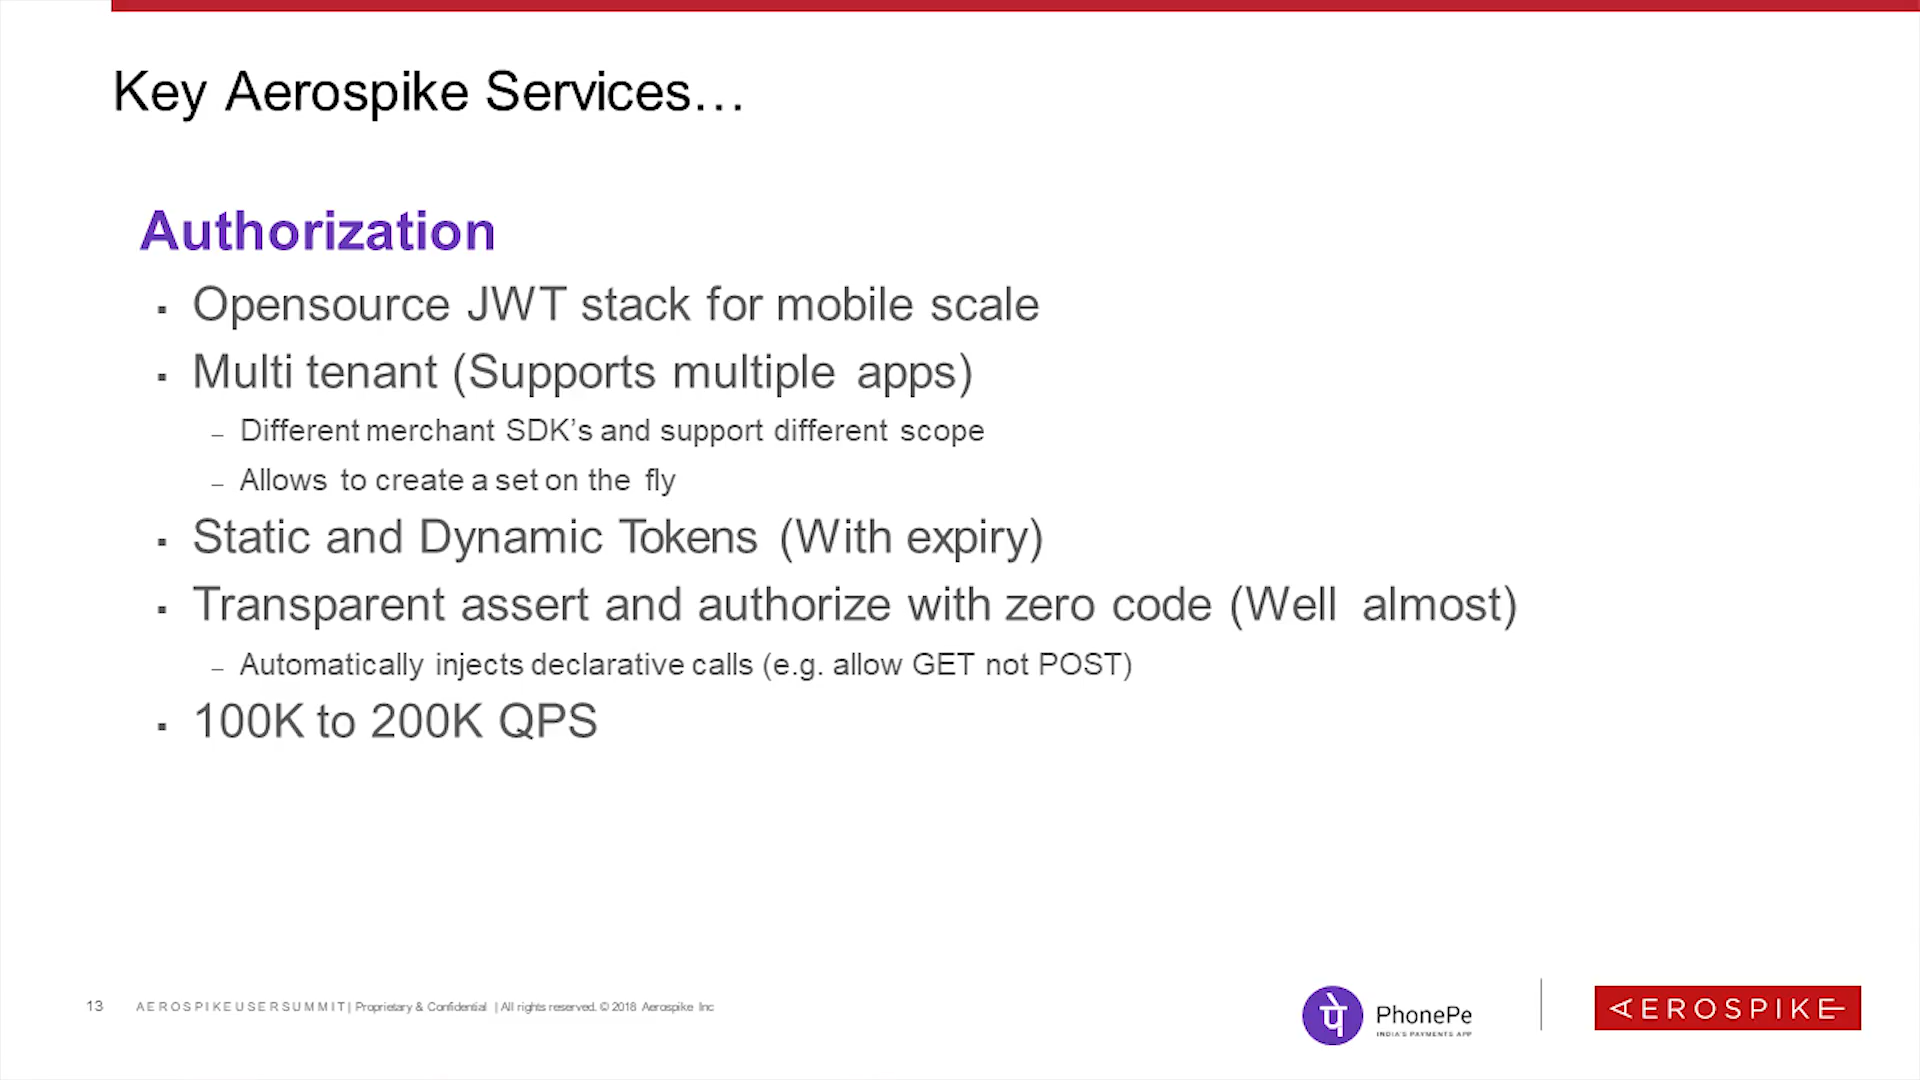 Key Aerospike Services…
Authorization
▪ Opensource JWT stack for mobile scale
▪ Multi tenant (Supports multiple apps)
– Different merchant SDK’s and support different scope
– Allows to create a set on the fly
▪ Static and Dynamic Tokens (With expiry)
▪ Transparent assert and authorize with zero code (Well almost)
– Automatically injects declarative calls (e.g. allow GET not POST)
▪ 100K to 200K QPS
13 AEROSPIKE USER SUMMIT | Proprietary & Confidential | All rights reserved. © 2018 Aerospike Inc
पे PhonePe
INDIA'S PAYMENTS APP
AEROSPIKE